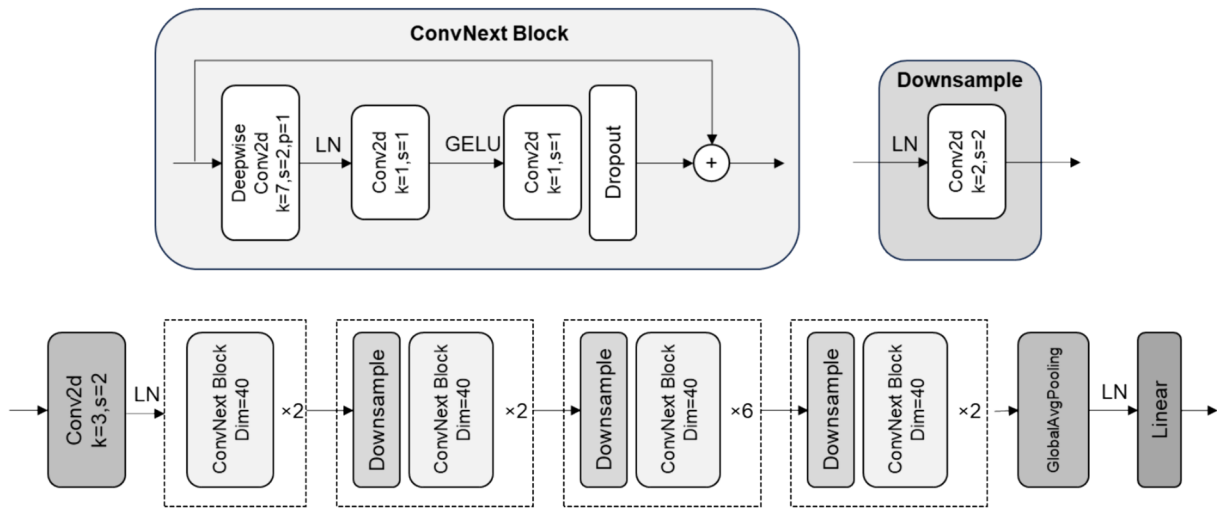 ConvNext Block
Deepwise
Conv2d
k=7,s=2,p=1
LN
Conv2d
k=1,s=1
GELU
Conv2d
k=1,s=1
Dropout
+
Downsample
LN
Conv2d
k=2,s=2
Conv2d
k=3,s=2
LN
ConvNext Block
Dim=40
×2
Downsample
ConvNext Block
Dim=40
×2
Downsample
ConvNext Block
Dim=40
×6
Downsample
ConvNext Block
Dim=40
×2
GlobalAvgPooling
LN
Linear